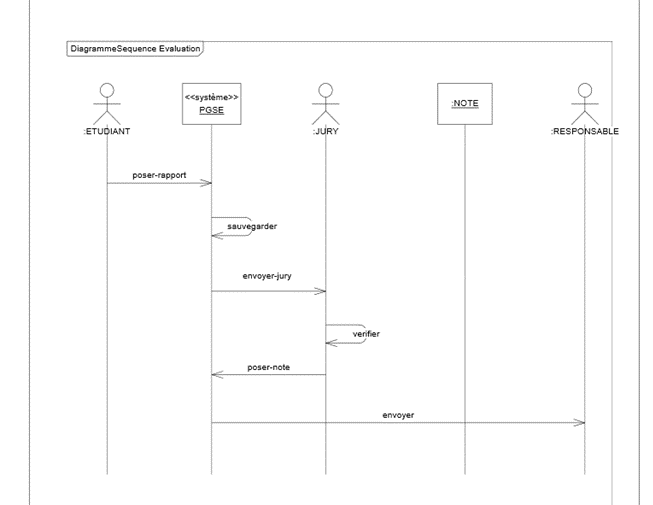 DiagrammeSequence Evaluation
<<système>>
PGSE
:NOTE
:ETUDIANT
:JURY
:RESPONSABLE
poser-rapport
sauvegarder
envoyer-jury
verifier
poser-note
envoyer